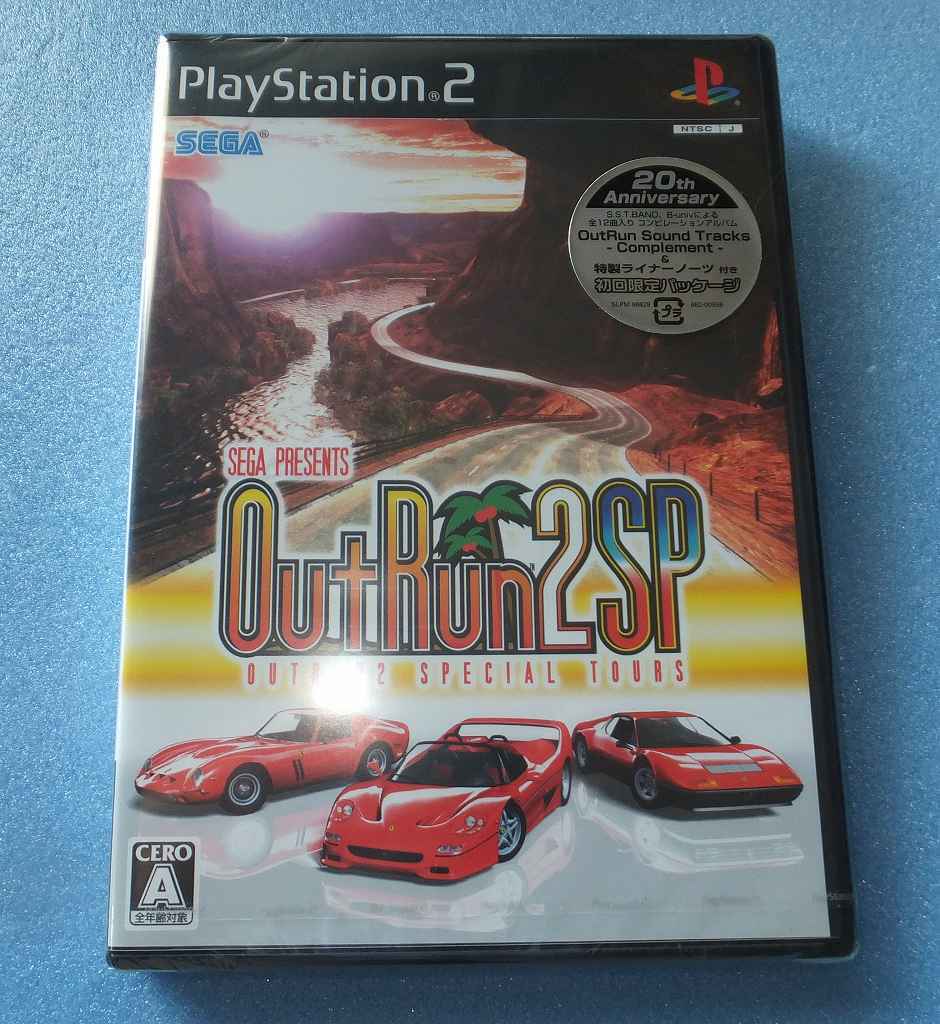 PlayStation®2
NTSC J
SEGA®
20th
Anniversary
S.S.T.BAND、B-univによる
全12曲入り コンピレーションアルバム
OutRun Sound Tracks
- Complement -
&
特製ライナーノーツ 付き
初回限定パッケージ
プラ
SEGA PRESENTS
OutRun2SP
SPECIAL TOURS
CERO
A
全年齢対象